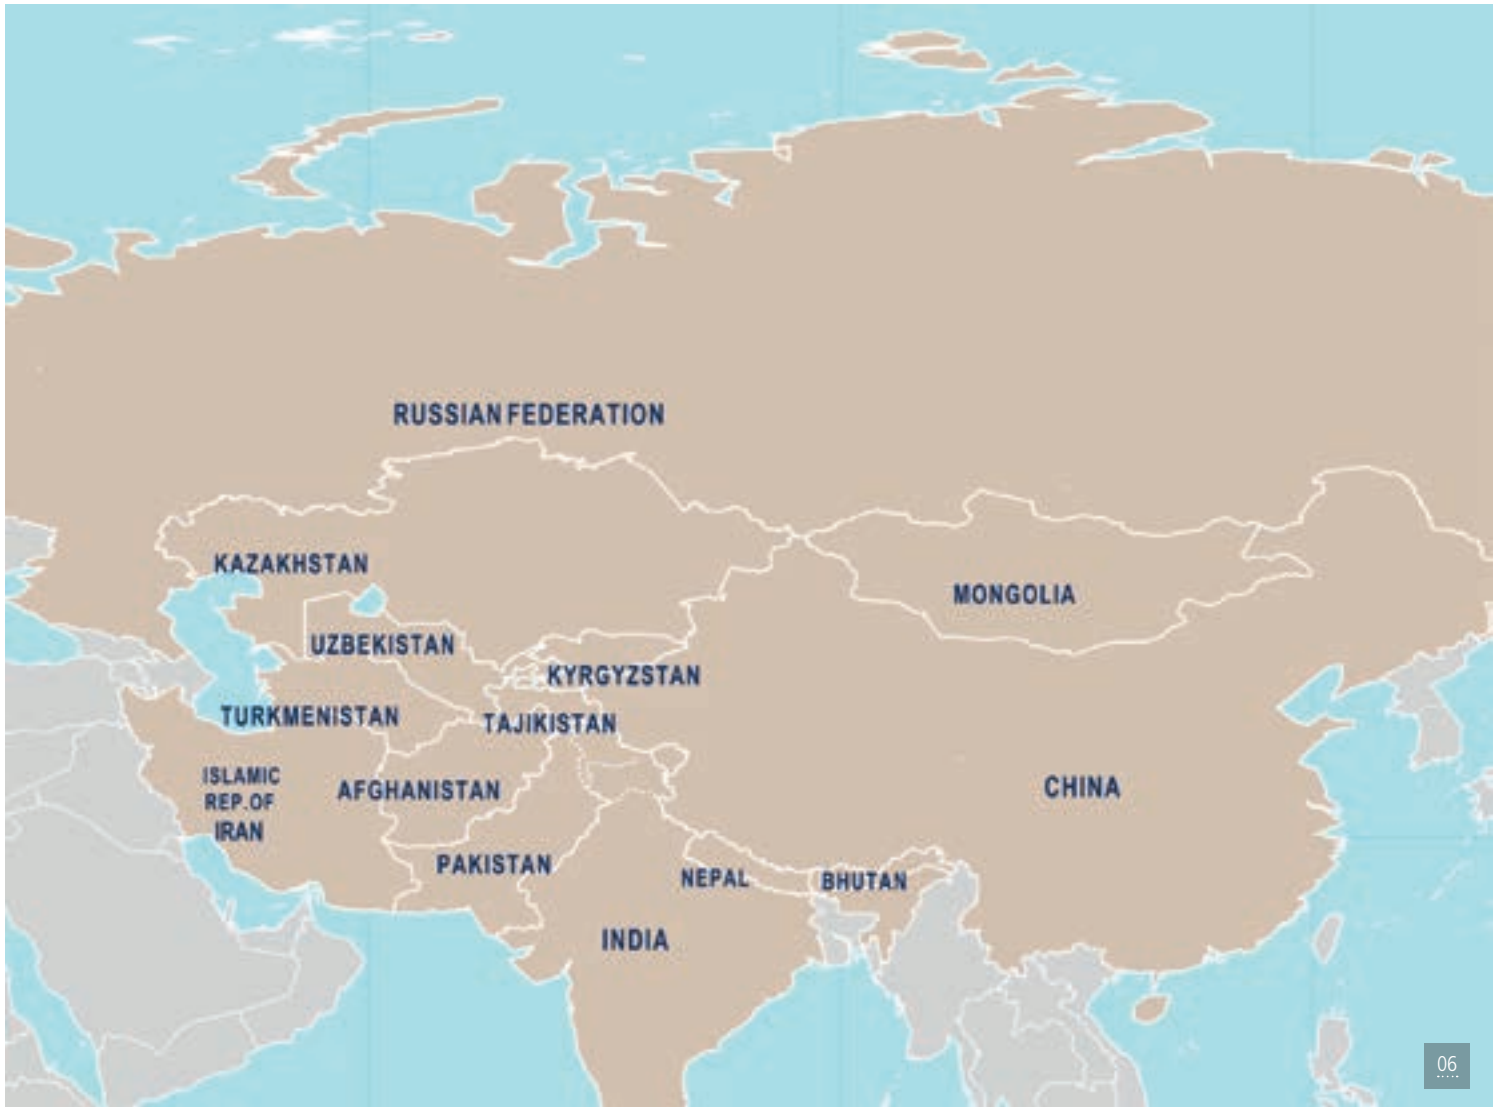 RUSSIAN FEDERATION
KAZAKHSTAN
MONGOLIA
UZBEKISTAN
KYRGYZSTAN
TURKMENISTAN
TAJIKISTAN
ISLAMIC
REP. OF
IRAN
AFGHANISTAN
CHINA
PAKISTAN
NEPAL
BHUTAN
INDIA
06